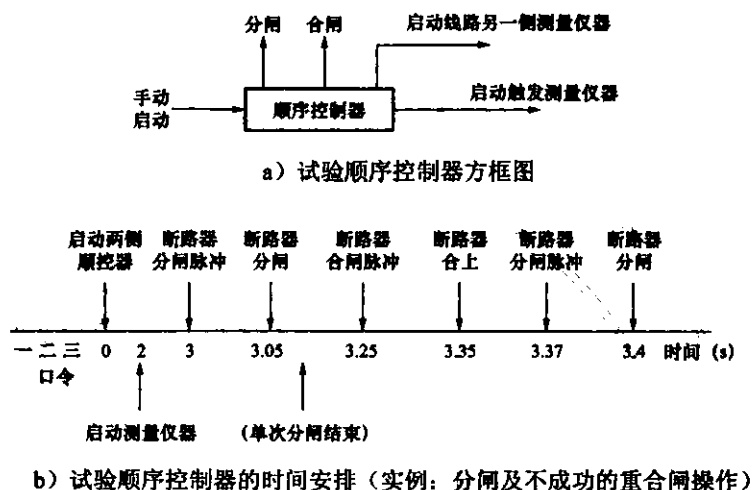 分闸 合闸 启动线路另一侧测量仪器
手动
启动
顺序控制器
启动触发测量仪器
a）试验顺序控制器方框图
启动两侧 断路器 断路器 断路器 断路器 断路器 断路器
顺控器 分闸脉冲 分闸 合闸脉冲 合上 分闸脉冲 分闸
一 二 三 0 2 3 3.05 3.25 3.35 3.37 3.4 时间（s）
口令
启动测量仪器 （单次分闸结束）
b）试验顺序控制器的时间安排（实例：分闸及不成功的重合闸操作）